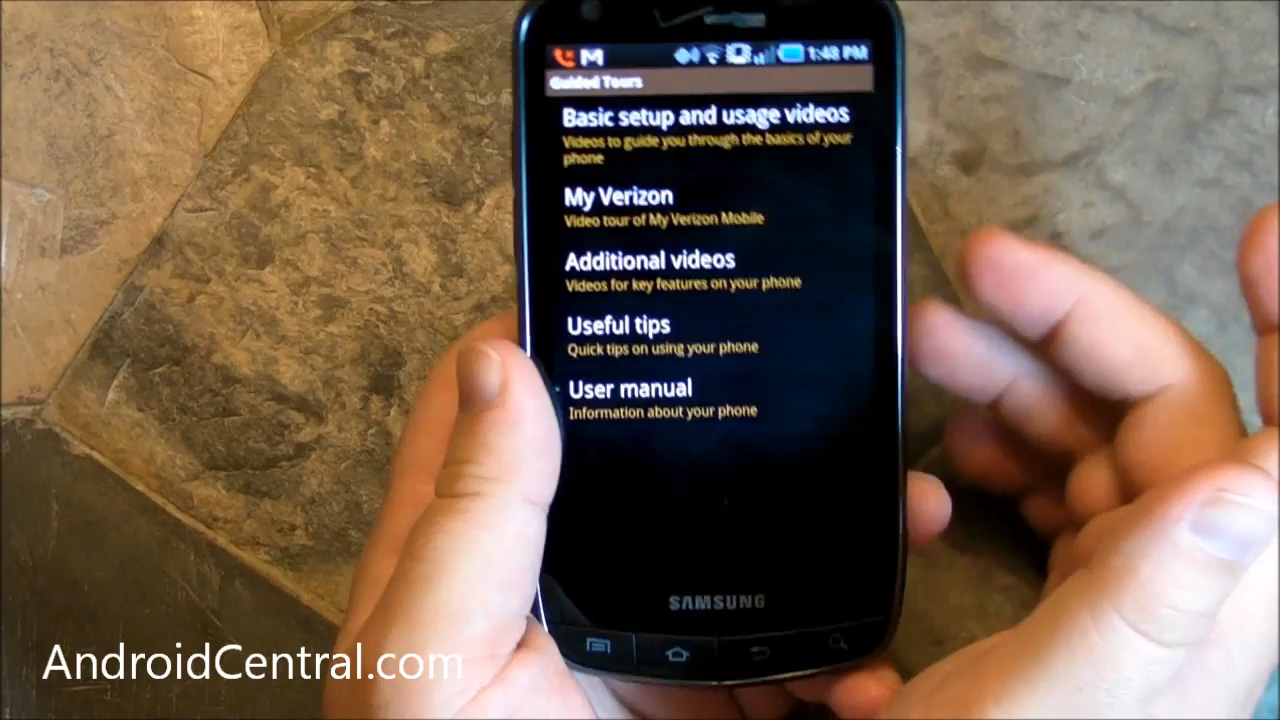 1:48 PM
Guided Tours
Basic setup and usage videos
Videos to guide you through the basics of your
phone
My Verizon
Video tour of My Verizon Mobile
Additional videos
Videos for key features on your phone
Useful tips
Quick tips on using your phone
User manual
Information about your phone
SAMSUNG
AndroidCentral.com